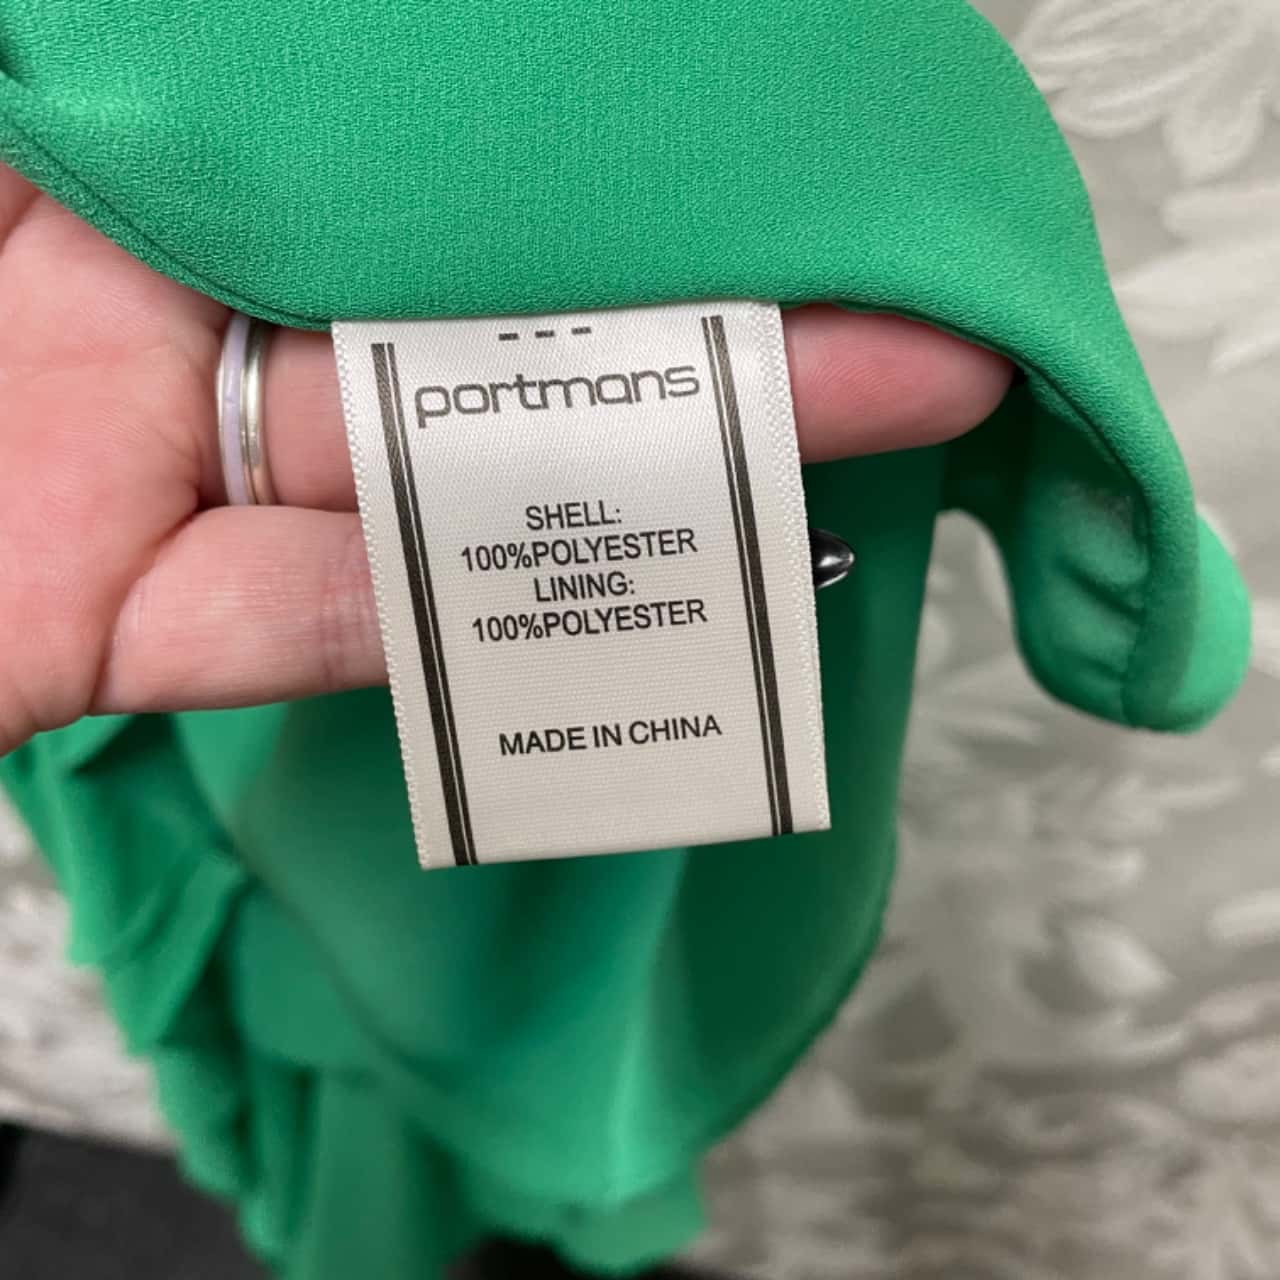 portmans
SHELL:
100%POLYESTER
LINING:
100%POLYESTER
MADE IN CHINA